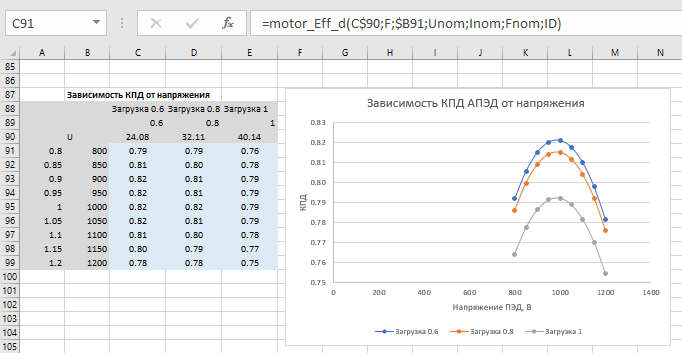 C91 =motor_Eff_d(C$90;F;$B91;Unom;Inom;Fnom;ID)
A B C D E F G H I J K L M N
85
86
87 Зависимость КПД от напряжения
88 Загрузка 0.6 Загрузка 0.8 Загрузка 1
89 0.6 0.8 1
90 U 24.08 32.11 40.14
91 0.8 800 0.79 0.79 0.76
92 0.85 850 0.81 0.80 0.78
93 0.9 900 0.82 0.81 0.79
94 0.95 950 0.82 0.81 0.79
95 1 1000 0.82 0.82 0.79
96 1.05 1050 0.82 0.81 0.79
97 1.1 1100 0.81 0.80 0.78
98 1.15 1150 0.80 0.79 0.77
99 1.2 1200 0.78 0.78 0.75
100
101
102
103
104
105
Зависимость КПД АПЭД от напряжения
КПД
0.83
0.82
0.81
0.80
0.79
0.78
0.77
0.76
0.75
0 200 400 600 800 1000 1200 1400
Напряжение ПЭД, В
Загрузка 0.6 Загрузка 0.8 Загрузка 1